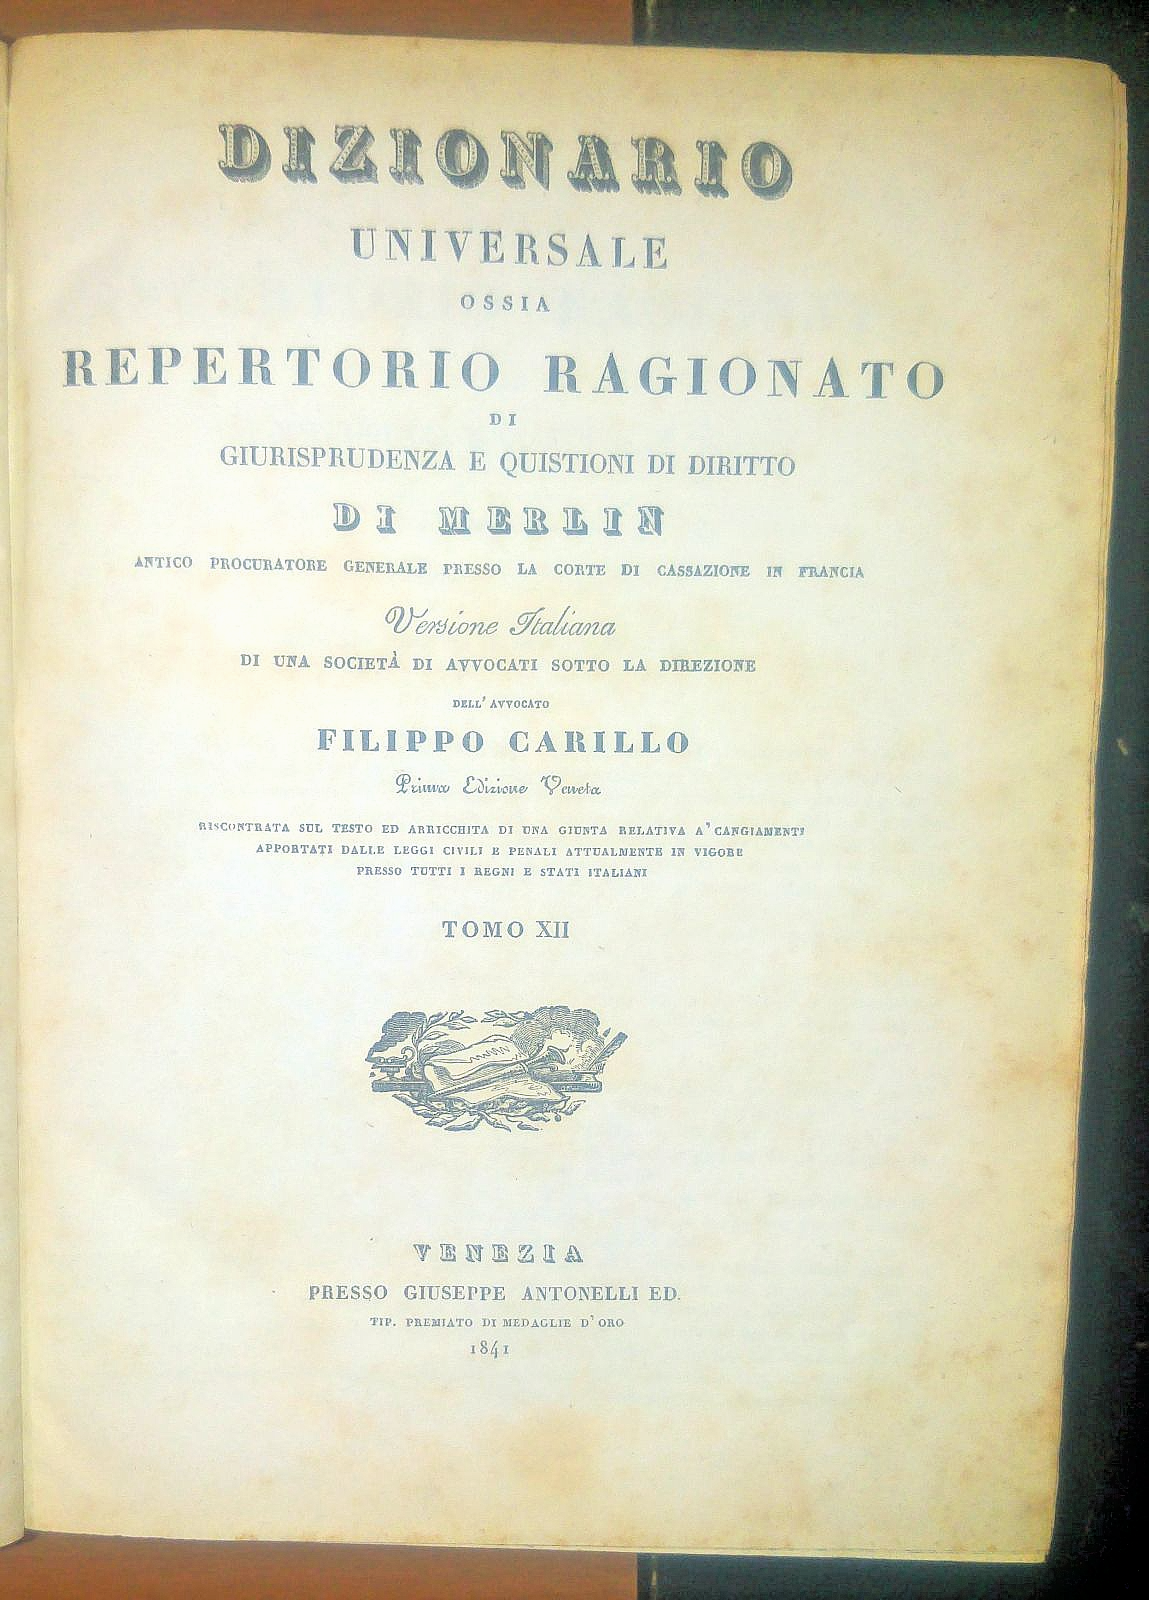 DIZIONARIO
UNIVERSALE
OSSIA
REPERTORIO RAGIONATO
DI
GIURISPRUDENZA E QUISTIONI DI DIRITTO
DI MERLIN
ANTICO PROCURATORE GENERALE PRESSO LA CORTE DI CASSAZIONE IN FRANCIA
Versione Italiana
DI UNA SOCIETÀ DI AVVOCATI SOTTO LA DIREZIONE
DELL' AVVOCATO
FILIPPO CARILLO
Prima Edizione Veneta
RISCONTRATA SUL TESTO ED ARRICCHITA DI UNA GIUNTA RELATIVA A' CANGIAMENTI
APPORTATI DALLE LEGGI CIVILI E PENALI ATTUALMENTE IN VIGORE
PRESSO TUTTI I REGNI E STATI ITALIANI
TOMO XII
VENEZIA
PRESSO GIUSEPPE ANTONELLI ED.
TIP. PREMIATO DI MEDAGLIE D' ORO
1841